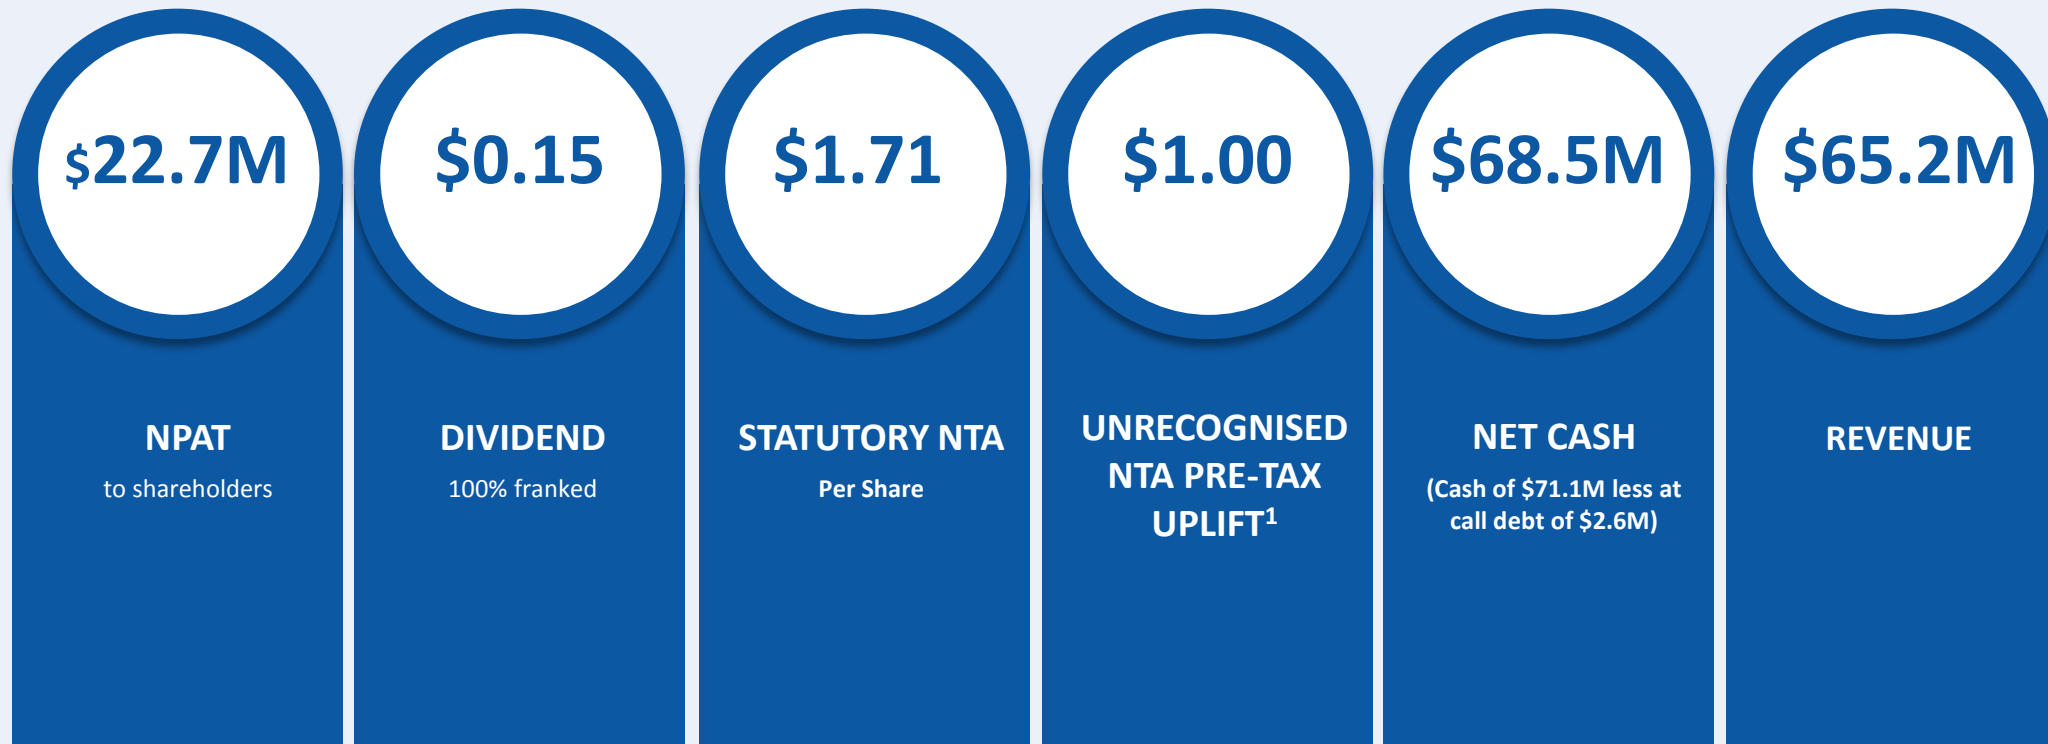 $22.7M
NPAT
to shareholders
$0.15
DIVIDEND
100% franked
$1.71
STATUTORY NTA
Per Share
$1.00
UNRECOGNISED
NTA PRE-TAX
UPLIFT¹
$68.5M
NET CASH
(Cash of $71.1M less at
call debt of $2.6M)
$65.2M
REVENUE